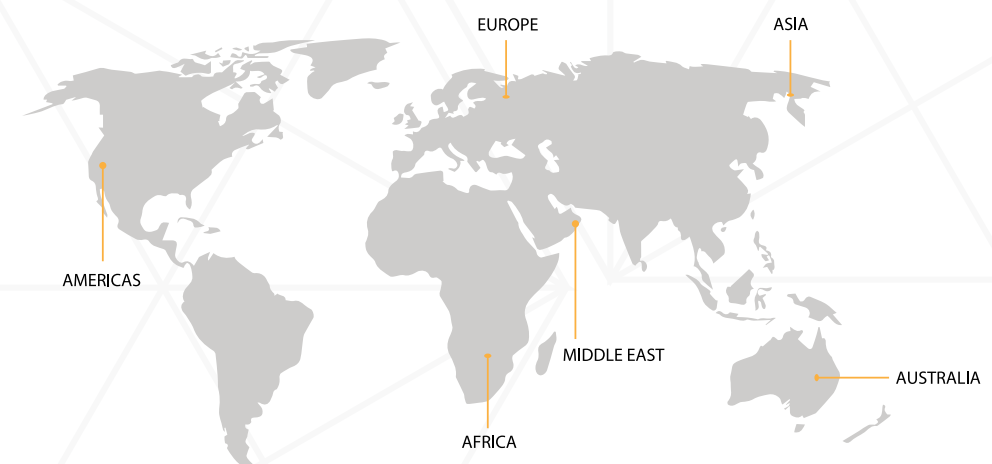 EUROPE
ASIA
AMERICAS
MIDDLE EAST
AUSTRALIA
AFRICA